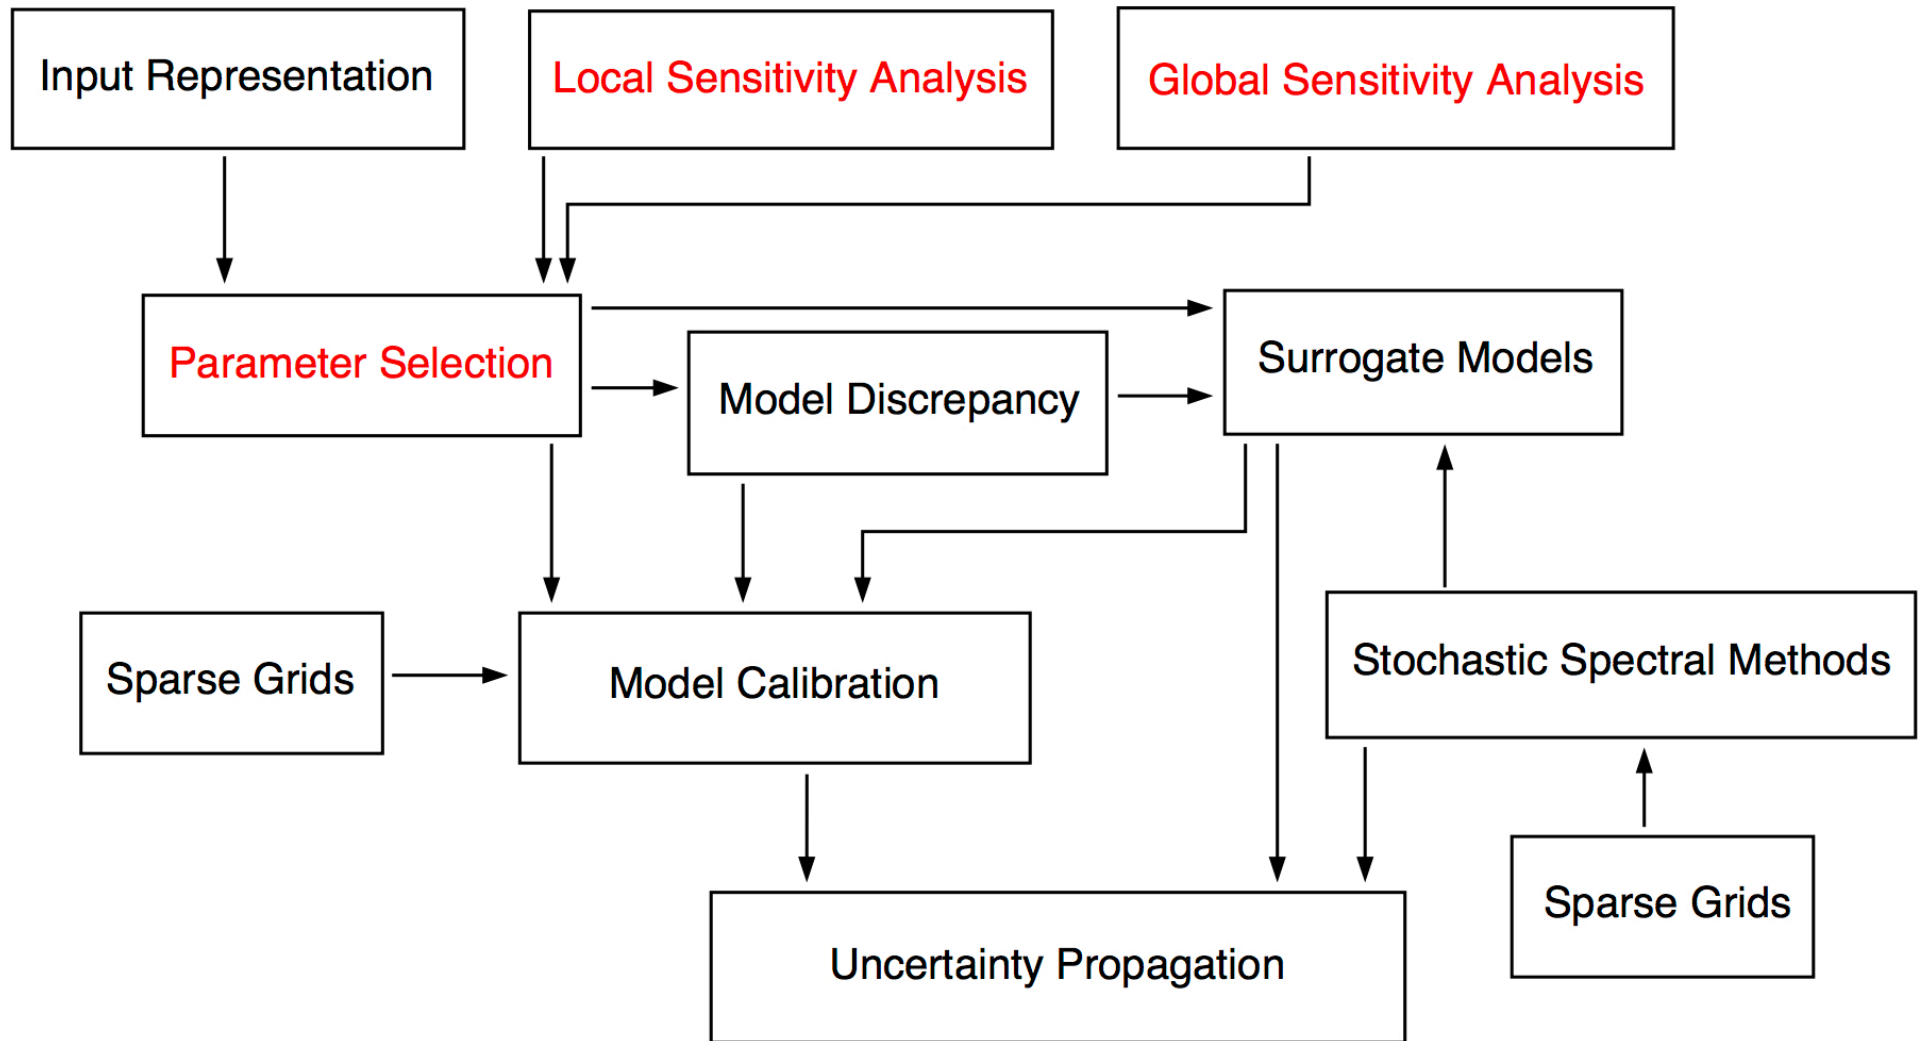 Input Representation
Local Sensitivity Analysis
Global Sensitivity Analysis
Parameter Selection
Model Discrepancy
Surrogate Models
Sparse Grids
Model Calibration
Stochastic Spectral Methods
Sparse Grids
Uncertainty Propagation